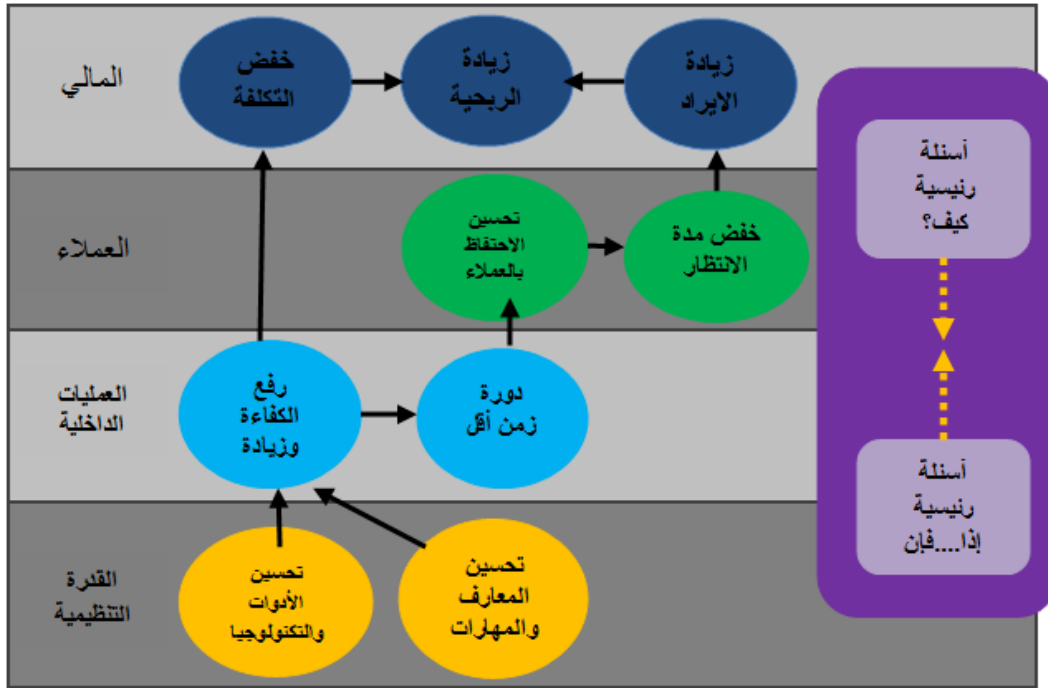 المالي
زيادة
الايراد
زيادة
الربحية
خفض
التكلفة
العملاء
خفض مدة
الانتظار
تحسين
الاحتفاظ
بالعملاء
العمليات
الداخلية
رفع
الكفاءة
وزيادة
دورة
زمن أقل
القدرة
التنظيمية
تحسين
الأدوات
والتكنولوجيا
تحسين
المعارف
والمهارات
أسئلة
رئيسية
كيف؟
أسئلة
رئيسية
إذا....فإن